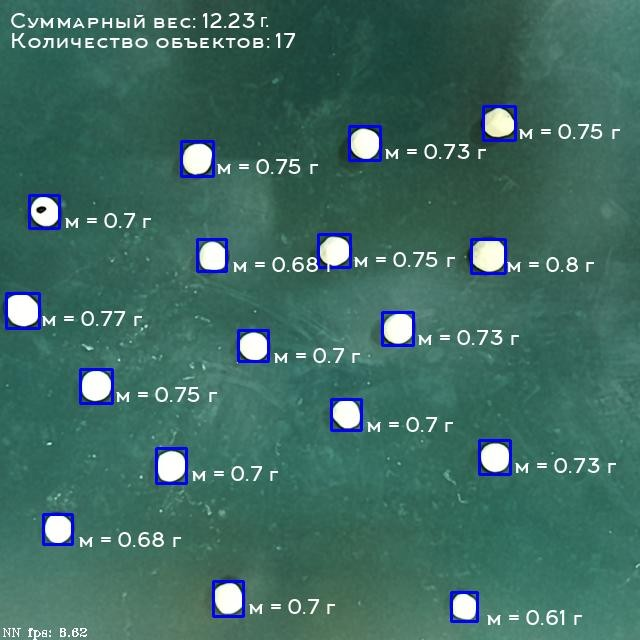 Суммарный вес: 12.23 г.
Количество объектов: 17
м = 0.75 г
м = 0.73 г
м = 0.75 г
м = 0.7 г
м = 0.68 г
м = 0.75 г
м = 0.8 г
м = 0.77 г
м = 0.73 г
м = 0.7 г
м = 0.75 г
м = 0.7 г
м = 0.73 г
м = 0.7 г
м = 0.68 г
м = 0.7 г
м = 0.61 г
NN fps: 8.62